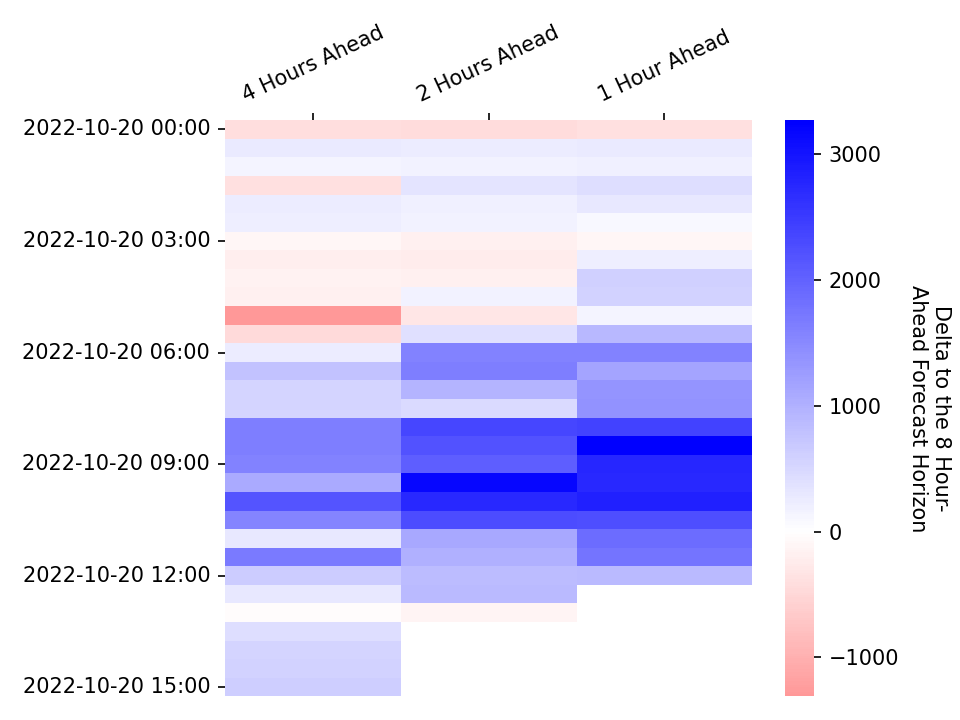 4 Hours Ahead
2 Hours Ahead
1 Hour Ahead
2022-10-20 00:00
2022-10-20 03:00
2022-10-20 06:00
2022-10-20 09:00
2022-10-20 12:00
2022-10-20 15:00
3000
2000
1000
0
−1000
Delta to the 8 Hour-
Ahead Forecast Horizon